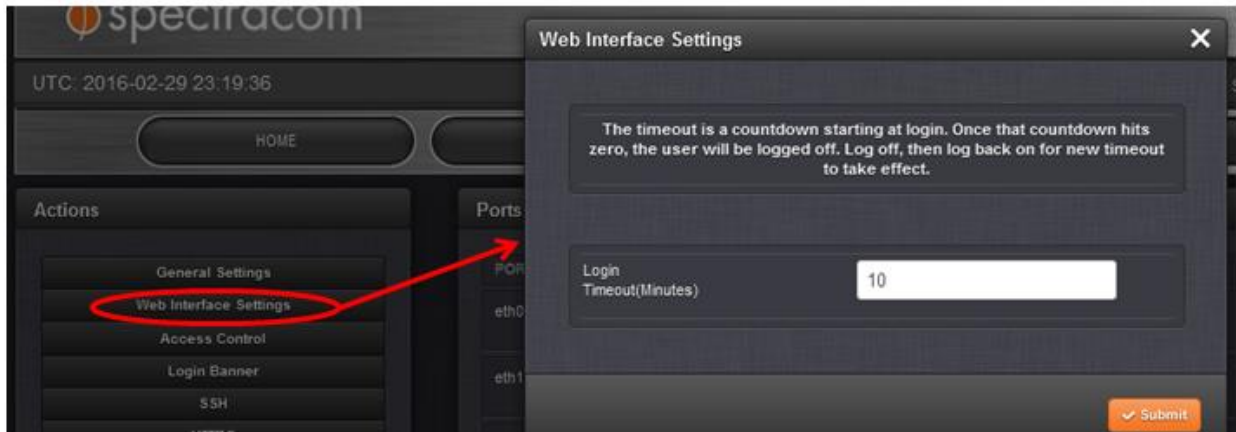 spectracom
UTC: 2016-02-29 23:19:36
HOME
Actions
General Settings
Web Interface Settings
Access Control
Login Banner
SSH
Ports
eth0
eth1
Web Interface Settings
The timeout is a countdown starting at login. Once that countdown hits
zero, the user will be logged off. Log off, then log back on for new timeout
to take effect.
Login
Timeout(Minutes)
10
Submit